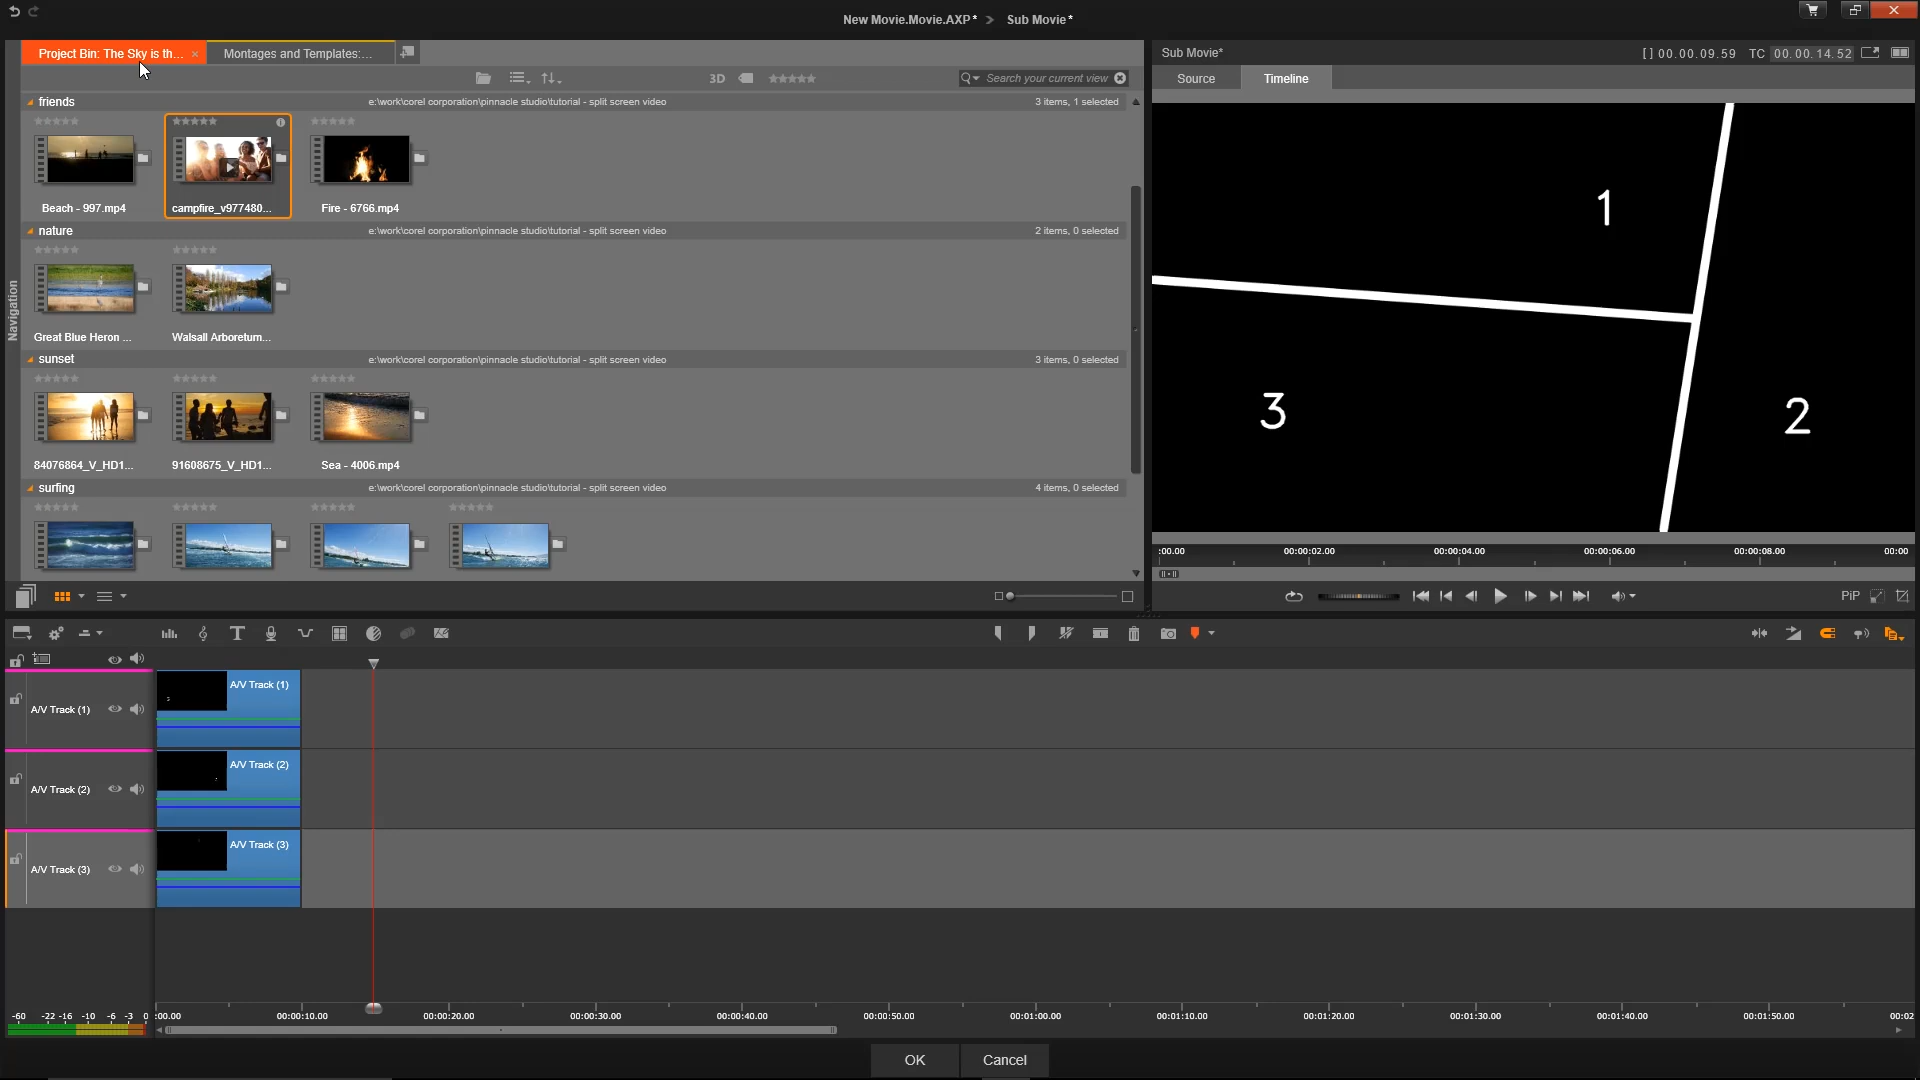 New Movie.Movie.AXP* > Sub Movie*
Project Bin: The Sky is th... ×
Montages and Templates:....
3D
Search your current view
friends
e:\work\corel corporation\pinnacle studio\tutorial - split screen video
3 items, 1 selected
Beach - 997.mp4
campfire_v977480...
Fire - 6766.mp4
nature
e:\work\corel corporation\pinnacle studio\tutorial - split screen video
2 items, 0 selected
Great Blue Heron ...
Walsall Arboretum...
sunset
e:\work\corel corporation\pinnacle studio\tutorial - split screen video
3 items, 0 selected
84076864_V_HD1...
91608675_V_HD1...
Sea - 4006.mp4
surfing
e:\work\corel corporation\pinnacle studio\tutorial - split screen video
4 items, 0 selected
Navigation
Sub Movie*
[ ] 00.00.09.59 TC 00.00.14.52
Source
Timeline
1
2
3
:00.00 00:00:02.00 00:00:04.00 00:00:06.00 00:00:08.00 00:00
PiP
A/V Track (1)
A/V Track (1)
A/V Track (2)
A/V Track (2)
A/V Track (3)
A/V Track (3)
-60 -22 -16 -10 -6 -3 0
:00.00 00:00:10.00 00:00:20.00 00:00:30.00 00:00:40.00 00:00:50.00 00:01:00.00 00:01:10.00 00:01:20.00 00:01:30.00 00:01:40.00 00:01:50.00 00:02
OK
Cancel